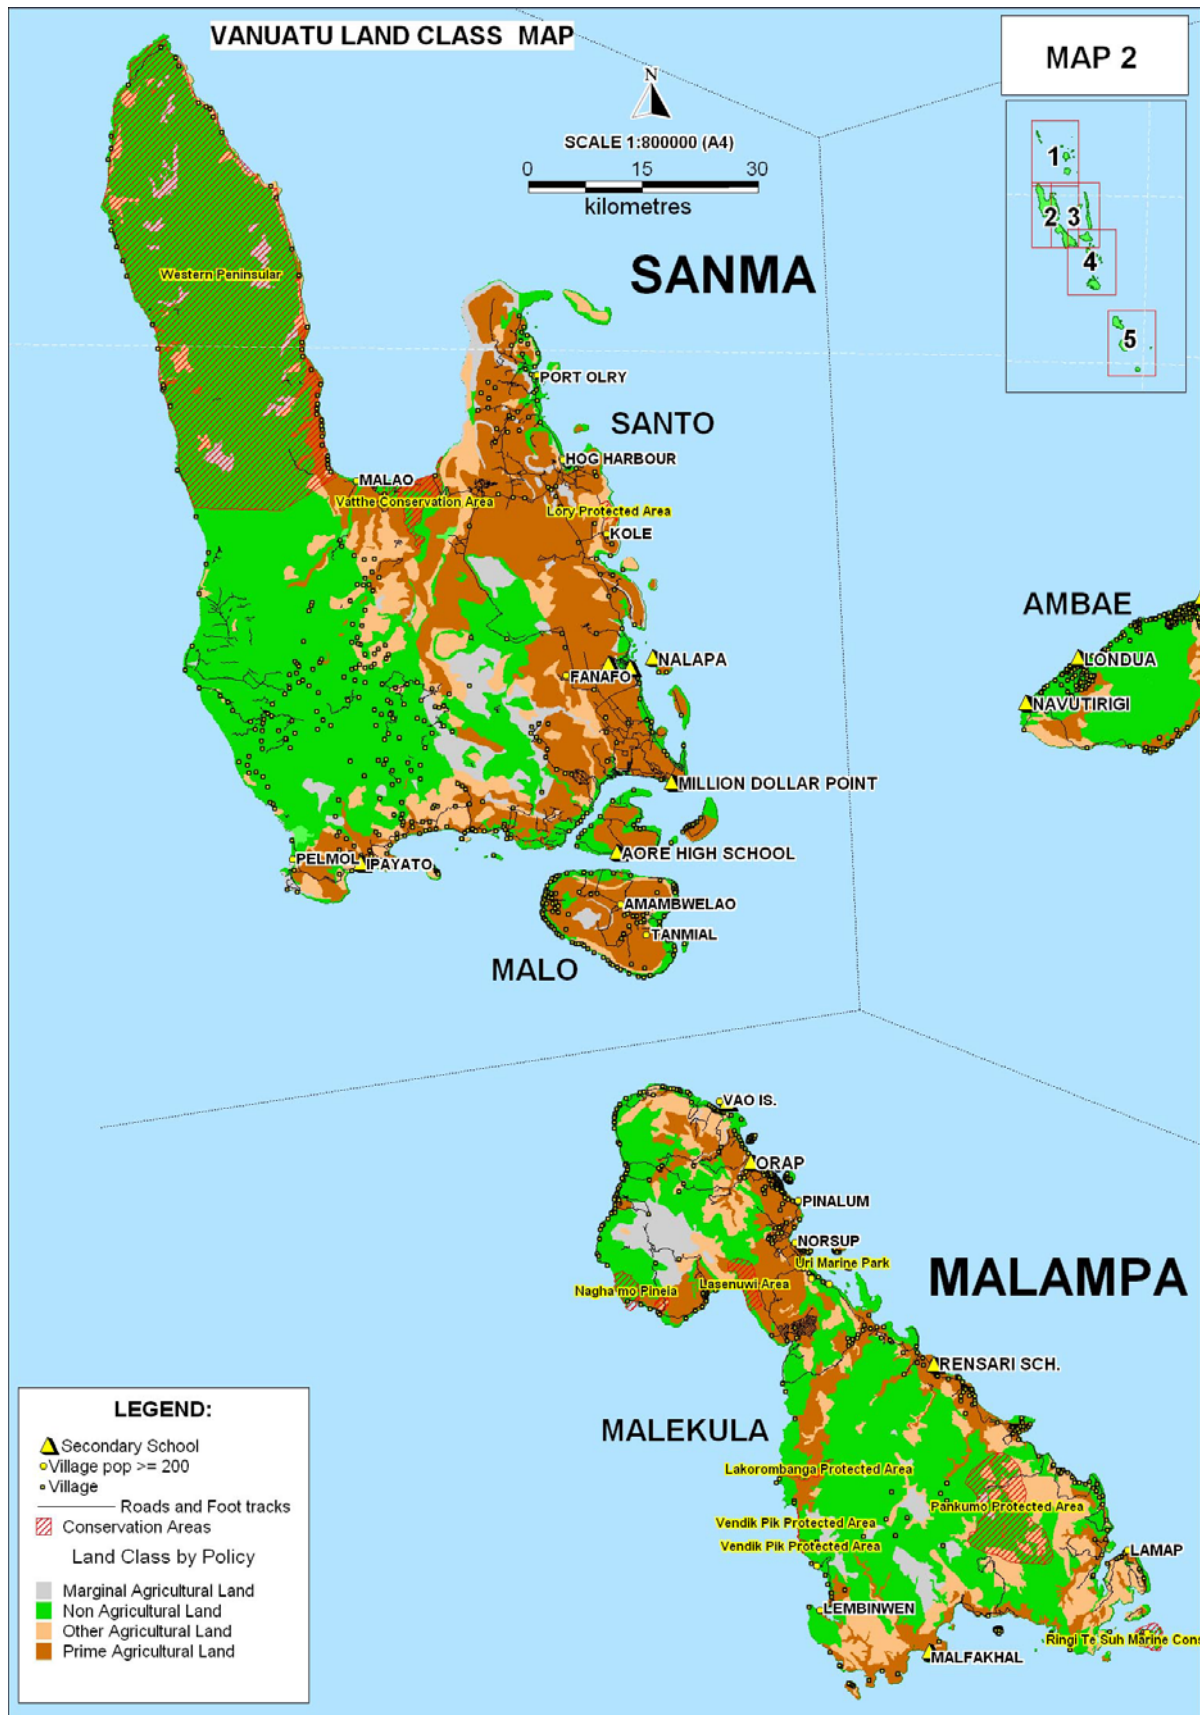 VANUATU LAND CLASS MAP
MAP 2
N
SCALE 1:800000 (A4)
0 15 30
kilometres
1
2
3
4
5
SANMA
Western Peninsular
PORT OLRY
SANTO
HOG HARBOUR
MALAO
Vatthe Conservation Area
Lory Protected Area
KOLE
AMBAE
NALAPA
LONDUA
FANAFO
NAVUTIRIGI
MILLION DOLLAR POINT
AORE HIGH SCHOOL
PELMOL
IPAYATO
AMAMBWELAO
TANMIAL
MALO
VAO IS.
ORAP
PINALUM
NORSUP
Uri Marine Park
MALAMPA
Nagha mo Pineia
Lasenuwi Area
RENSARI SCH.
MALEKULA
Lakorombanga Protected Area
Pankumo Protected Area
Vendik Pik Protected Area
Vendik Pik Protected Area
LAMAP
LEMBINWEN
Ringi Te Suh Marine Cons
MALFAKHAL
LEGEND:
Secondary School
Village pop >= 200
Village
Roads and Foot tracks
Conservation Areas
Land Class by Policy
Marginal Agricultural Land
Non Agricultural Land
Other Agricultural Land
Prime Agricultural Land